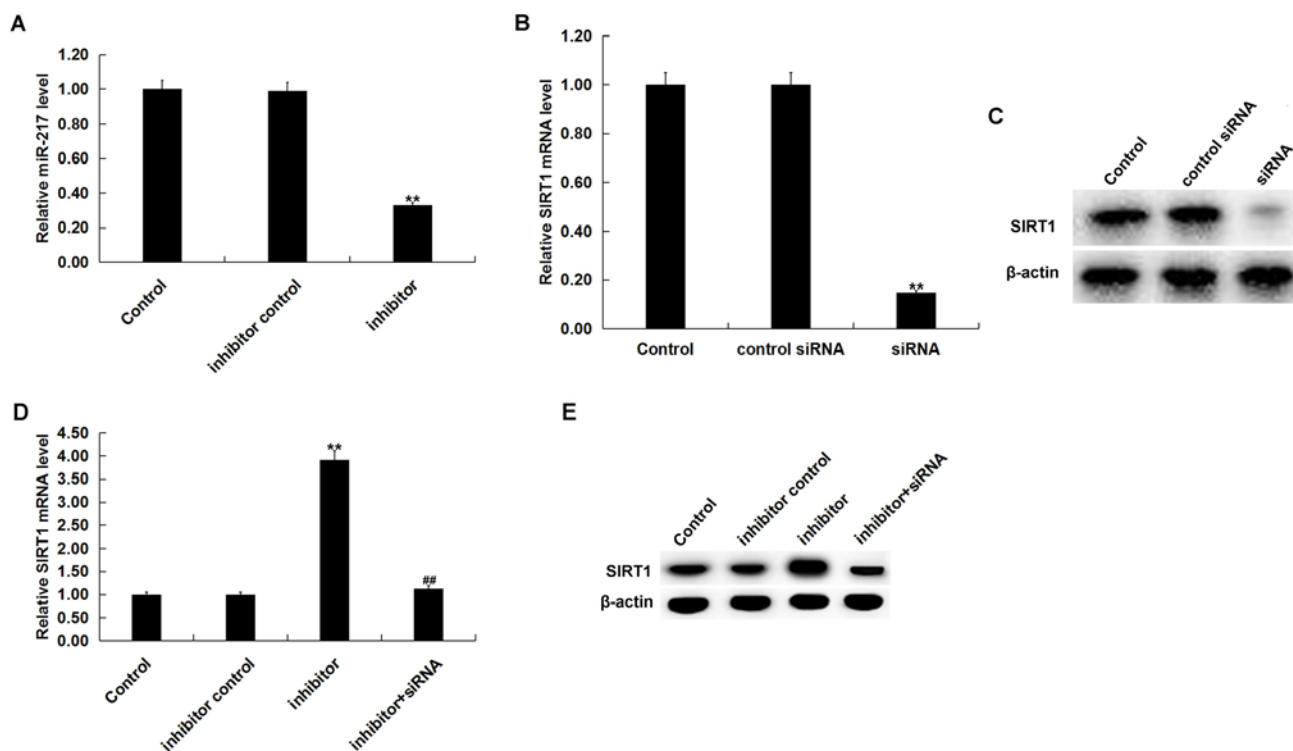 A
Relative miR-217 level
1.20
1.00
0.80
0.60
0.40
0.20
0.00
**
Control
inhibitor control
inhibitor
B
Relative SIRT1 mRNA level
1.20
1.00
0.80
0.60
0.40
0.20
0.00
**
Control
control siRNA
siRNA
C
Control
control siRNA
siRNA
SIRT1
β-actin
D
Relative SIRT1 mRNA level
4.50
4.00
3.50
3.00
2.50
2.00
1.50
1.00
0.50
0.00
**
##
Control
inhibitor control
inhibitor
inhibitor+siRNA
E
Control
inhibitor control
inhibitor
inhibitor+siRNA
SIRT1
β-actin